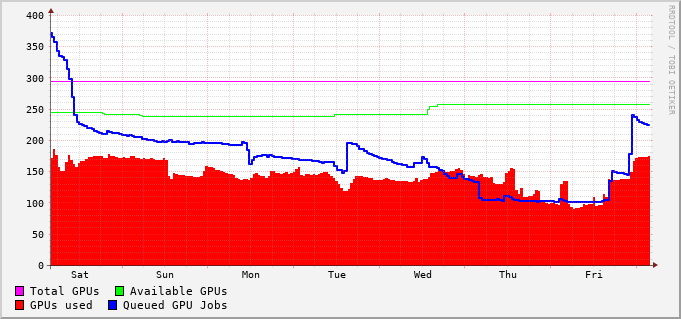 400
350
300
250
200
150
100
50
0
Sat Sun Mon Tue Wed Thu Fri
RRDTOOL / TOBI OETIKER
Total GPUs Available GPUs
GPUs used Queued GPU Jobs